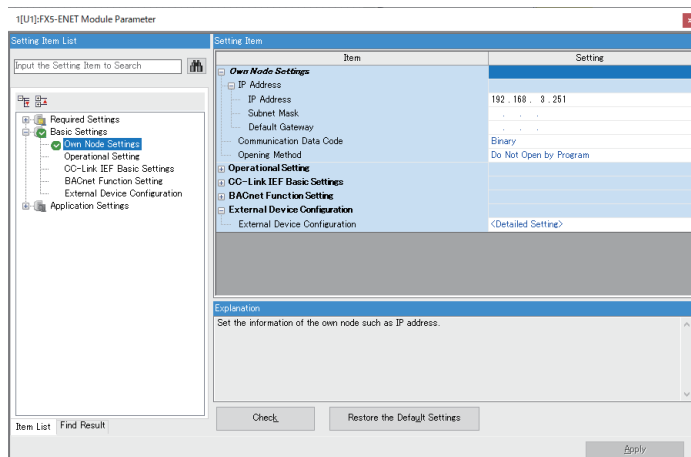 1[U1]:FX5-ENET Module Parameter
Setting Item List
Input the Setting Item to Search
Required Settings
Basic Settings
Own Node Settings
Operational Setting
CC-Link IEF Basic Settings
BACnet Function Setting
External Device Configuration
Application Settings
Item List
Find Result
Setting Item
Item Setting
Own Node Settings
IP Address
IP Address 192 . 168 . 3 . 251
Subnet Mask . . .
Default Gateway . . .
Communication Data Code Binary
Opening Method Do Not Open by Program
Operational Setting
CC-Link IEF Basic Settings
BACnet Function Setting
External Device Configuration
External Device Configuration <Detailed Setting>
Explanation
Set the information of the own node such as IP address.
Check Restore the Default Settings
Apply